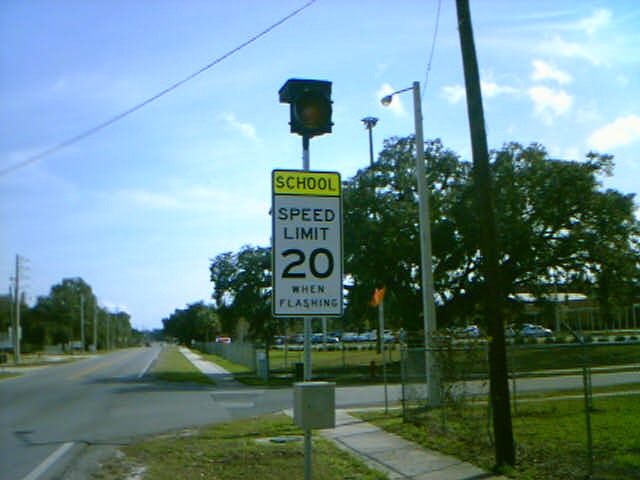 SCHOOL
SPEED
LIMIT
20
WHEN
FLASHING